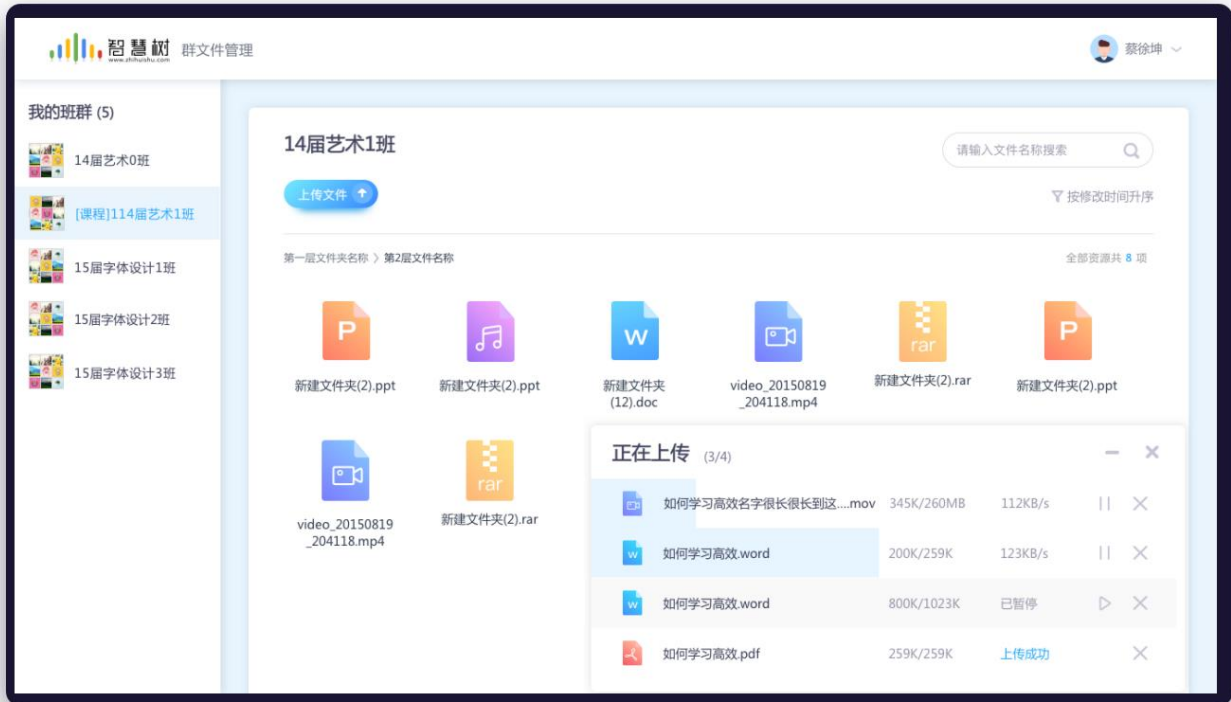 智慧树
www.zhihuishu.com
群文件管理
蔡徐坤
我的班群 (5)
14届艺术0班
[课程]114届艺术1班
15届字体设计1班
15届字体设计2班
15届字体设计3班
14届艺术1班
请输入文件名称搜索
上传文件
按修改时间升序
第一层文件夹名称 〉 第2层文件名称
全部资源共 8 项
P
新建文件夹(2).ppt
新建文件夹(2).ppt
W
新建文件夹
(12).doc
video_20150819
_204118.mp4
rar
新建文件夹(2).rar
P
新建文件夹(2).ppt
video_20150819
_204118.mp4
rar
新建文件夹(2).rar
正在上传 (3/4)
如何学习高效名字很长很长到这....mov 345K/260MB 112KB/s
W 如何学习高效.word 200K/259K 123KB/s
W 如何学习高效.word 800K/1023K 已暂停
如何学习高效.pdf 259K/259K 上传成功